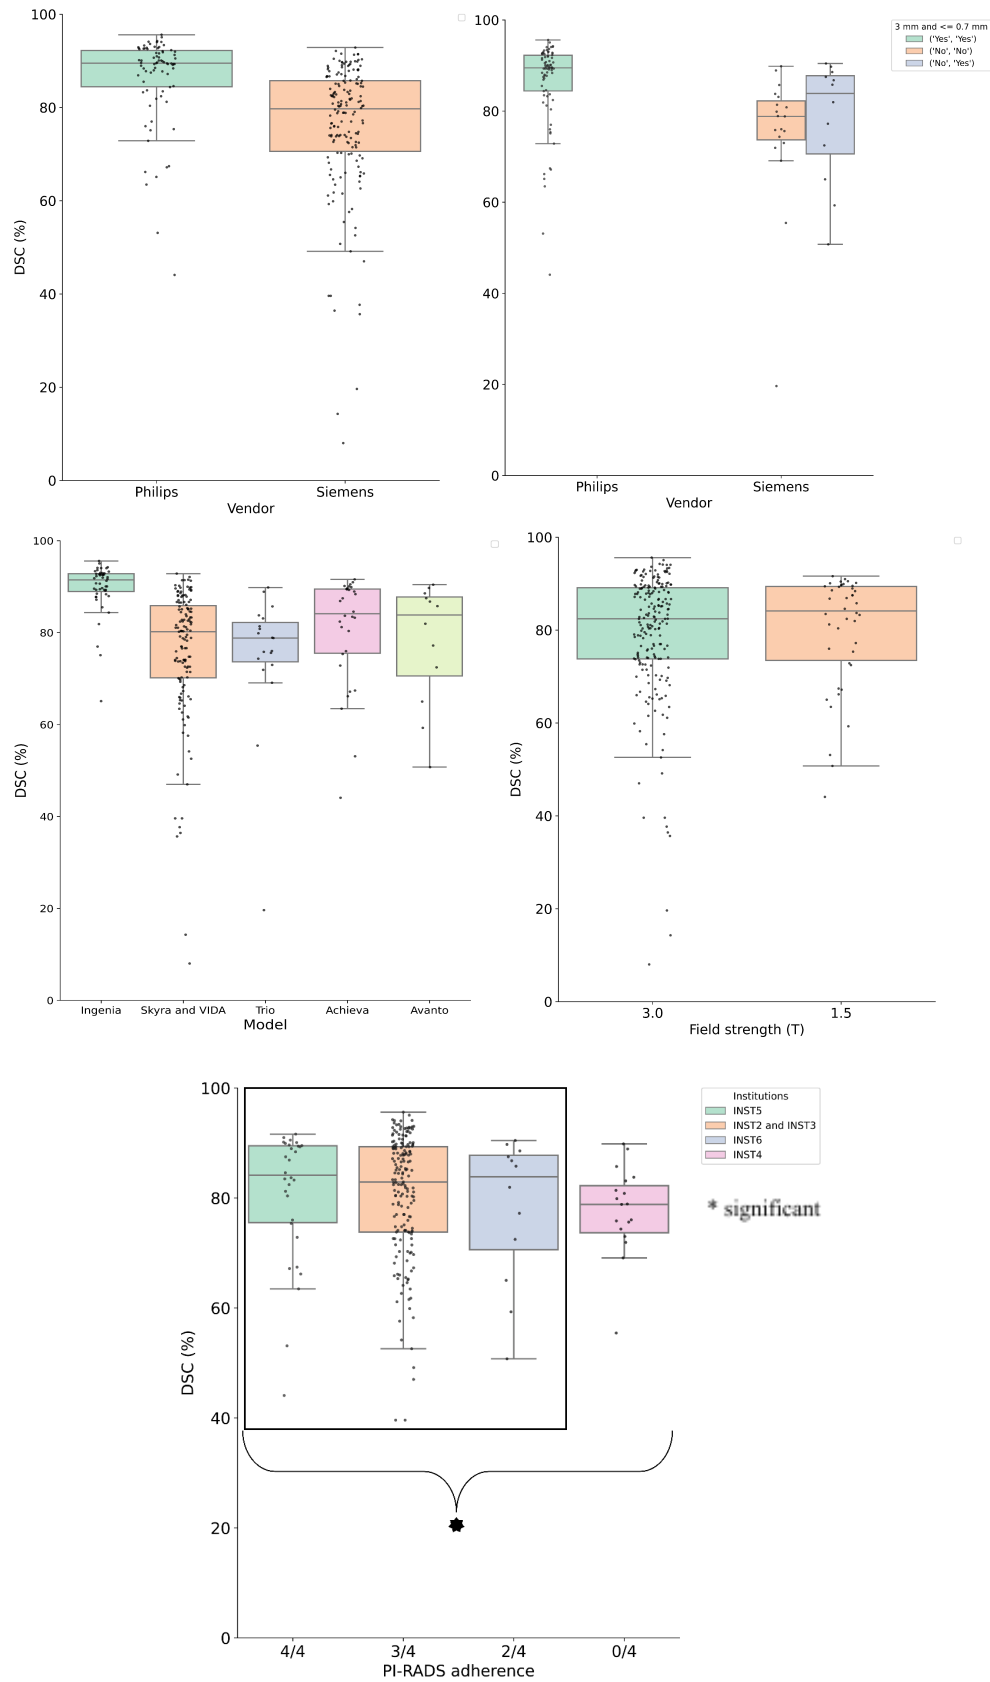 100
80
60
40
20
0
DSC (%)
Philips
Siemens
Vendor
100
80
60
40
20
0
Philips
Siemens
Vendor
3 mm and <= 0.7 mm
('Yes', 'Yes')
('No', 'No')
('No', 'Yes')
100
80
60
40
20
0
DSC (%)
Ingenia
Skyra and VIDA
Trio
Achieva
Avanto
Model
100
80
60
40
20
0
DSC (%)
3.0
1.5
Field strength (T)
100
80
60
40
20
0
DSC (%)
4/4
3/4
2/4
0/4
PI-RADS adherence
Institutions
INST5
INST2 and INST3
INST6
INST4
* significant